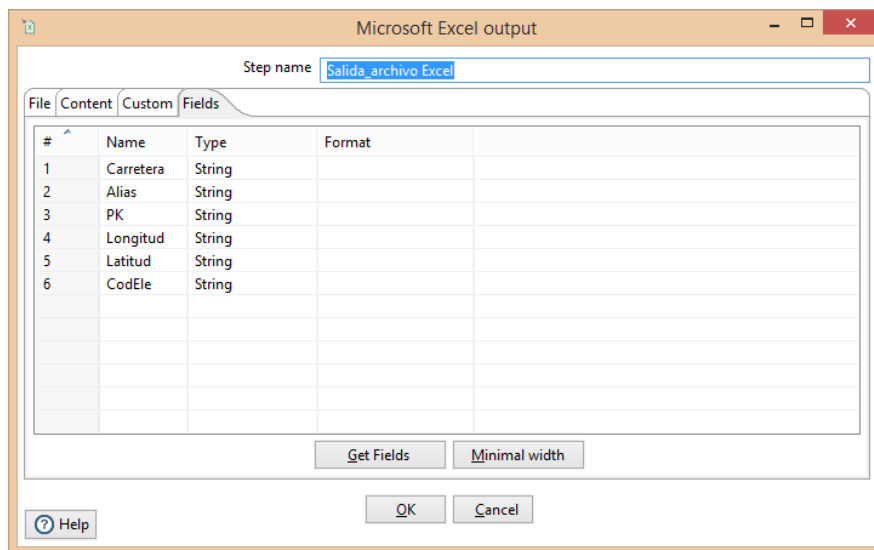 Microsoft Excel output
Step name Salida_archivo Excel
File Content Custom Fields
# Name Type Format
1 Carretera String
2 Alias String
3 PK String
4 Longitud String
5 Latitud String
6 CodEle String
Get Fields Minimal width
OK Cancel
Help